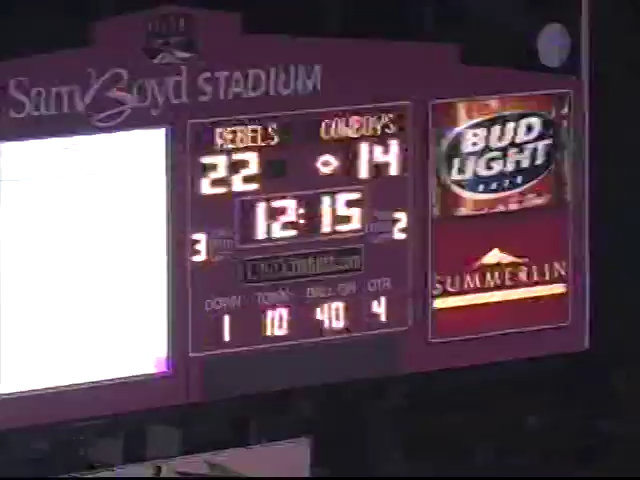 Sam Boyd STADIUM
REBELS COWBOYS
22 14
12:15
3 2
DOWN TO GO BALL ON QTR
1 10 40 4
BUD
LIGHT
SUMMERLIN